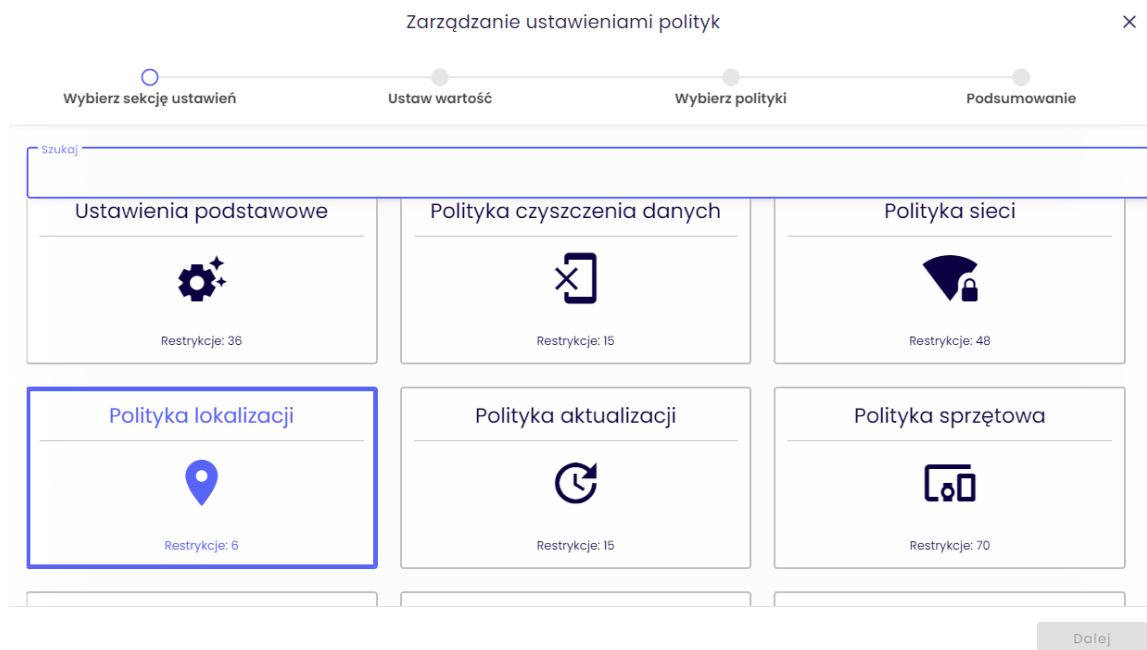 Zarządzanie ustawieniami polityk
Wybierz sekcję ustawień
Ustaw wartość
Wybierz polityki
Podsumowanie
Szukaj
Ustawienia podstawowe
Polityka czyszczenia danych
Polityka sieci
Restrykcje: 36
Restrykcje: 15
Restrykcje: 48
Polityka lokalizacji
Polityka aktualizacji
Polityka sprzętowa
Restrykcje: 6
Restrykcje: 15
Restrykcje: 70
Dalej